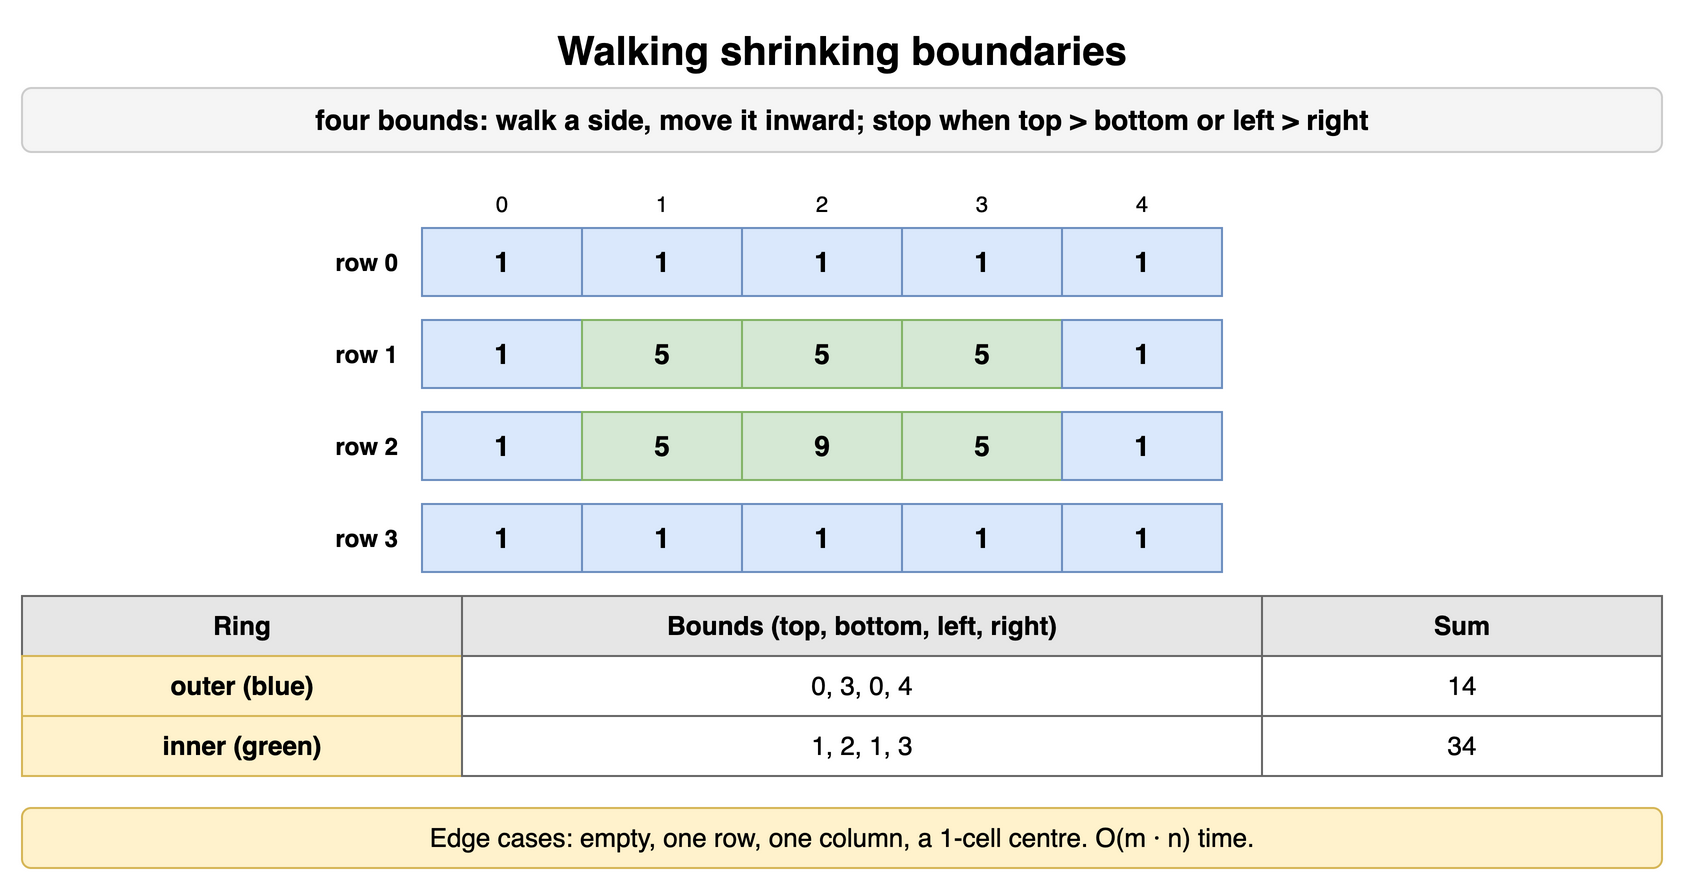 Walking shrinking boundaries
four bounds: walk a side, move it inward; stop when top > bottom or left > right
0 1 2 3 4
row 0 1 1 1 1 1
row 1 1 5 5 5 1
row 2 1 5 9 5 1
row 3 1 1 1 1 1
Ring Bounds (top, bottom, left, right) Sum
outer (blue) 0, 3, 0, 4 14
inner (green) 1, 2, 1, 3 34
Edge cases: empty, one row, one column, a 1-cell centre. O(m · n) time.